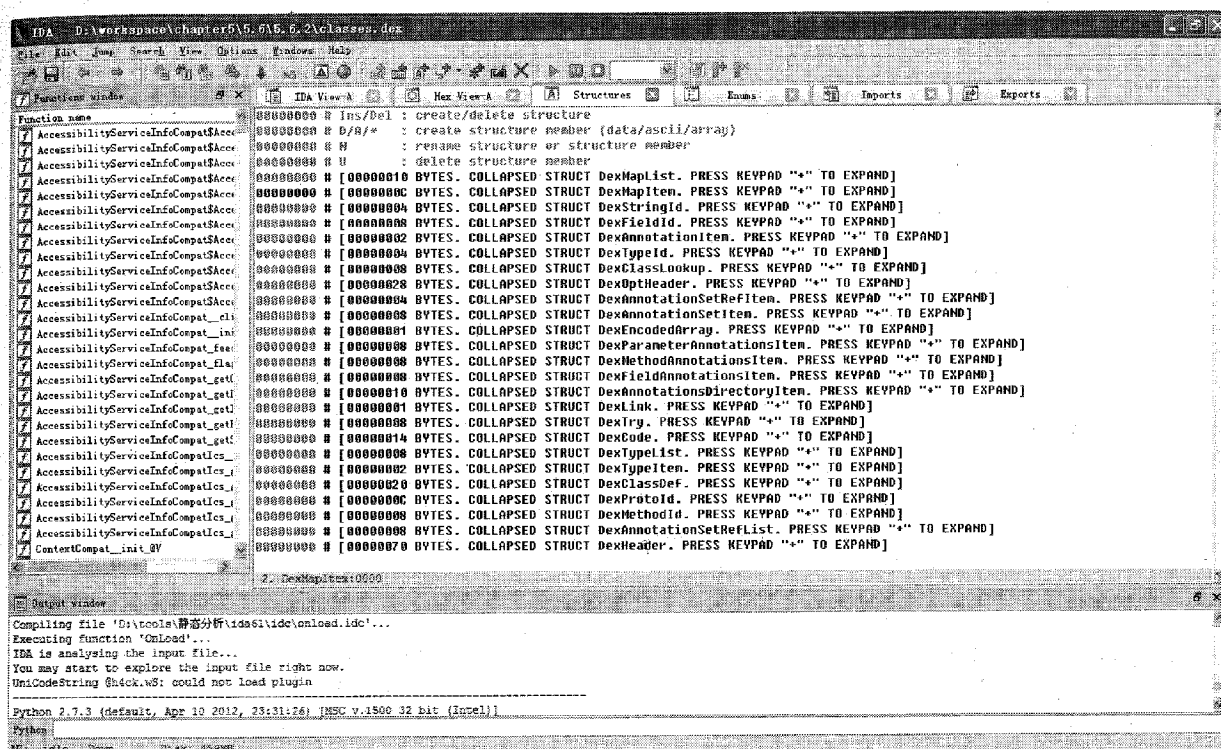 IDA - D:\workspace\chapter5\5.6\5.6.2\classes.dex
File Edit Jump Search View Options Windows Help
Functions window
IDA View-A Hex View-A Structures Enums Imports Exports
Function name
AccessibilityServiceInfoCompat$Acce
AccessibilityServiceInfoCompat$Acce
AccessibilityServiceInfoCompat$Acce
AccessibilityServiceInfoCompat$Acce
AccessibilityServiceInfoCompat$Acce
AccessibilityServiceInfoCompat$Acce
AccessibilityServiceInfoCompat$Acce
AccessibilityServiceInfoCompat$Acce
AccessibilityServiceInfoCompat$Acce
AccessibilityServiceInfoCompat$Acce
AccessibilityServiceInfoCompat$Acce
AccessibilityServiceInfoCompat$Acce
AccessibilityServiceInfoCompat__cli
AccessibilityServiceInfoCompat__ini
AccessibilityServiceInfoCompat_fee
AccessibilityServiceInfoCompat_fla
AccessibilityServiceInfoCompat_get
AccessibilityServiceInfoCompat_get
AccessibilityServiceInfoCompat_get
AccessibilityServiceInfoCompat_get
AccessibilityServiceInfoCompat_get
AccessibilityServiceInfoCompatIcs_
AccessibilityServiceInfoCompatIcs_
AccessibilityServiceInfoCompatIcs_
AccessibilityServiceInfoCompatIcs_
AccessibilityServiceInfoCompatIcs_
AccessibilityServiceInfoCompatIcs_
ContextCompat__init_@V
00000000 # Ins/Del : create/delete structure
00000000 # D/A/* : create structure member (data/ascii/array)
00000000 # N : rename structure or structure member
00000000 # U : delete structure member
00000000 # [00000010 BYTES. COLLAPSED STRUCT DexMapList. PRESS KEYPAD "+" TO EXPAND]
00000000 # [0000000C BYTES. COLLAPSED STRUCT DexMapItem. PRESS KEYPAD "+" TO EXPAND]
00000000 # [00000004 BYTES. COLLAPSED STRUCT DexStringId. PRESS KEYPAD "+" TO EXPAND]
00000000 # [00000008 BYTES. COLLAPSED STRUCT DexFieldId. PRESS KEYPAD "+" TO EXPAND]
00000000 # [00000002 BYTES. COLLAPSED STRUCT DexAnnotationItem. PRESS KEYPAD "+" TO EXPAND]
00000000 # [00000004 BYTES. COLLAPSED STRUCT DexTypeId. PRESS KEYPAD "+" TO EXPAND]
00000000 # [00000008 BYTES. COLLAPSED STRUCT DexClassLookup. PRESS KEYPAD "+" TO EXPAND]
00000000 # [00000028 BYTES. COLLAPSED STRUCT DexOptHeader. PRESS KEYPAD "+" TO EXPAND]
00000000 # [00000004 BYTES. COLLAPSED STRUCT DexAnnotationSetRefItem. PRESS KEYPAD "+" TO EXPAND]
00000000 # [00000008 BYTES. COLLAPSED STRUCT DexAnnotationSetItem. PRESS KEYPAD "+" TO EXPAND]
00000000 # [00000001 BYTES. COLLAPSED STRUCT DexEncodedArray. PRESS KEYPAD "+" TO EXPAND]
00000000 # [00000008 BYTES. COLLAPSED STRUCT DexParameterAnnotationsItem. PRESS KEYPAD "+" TO EXPAND]
00000000 # [00000008 BYTES. COLLAPSED STRUCT DexMethodAnnotationsItem. PRESS KEYPAD "+" TO EXPAND]
00000000 # [00000008 BYTES. COLLAPSED STRUCT DexFieldAnnotationsItem. PRESS KEYPAD "+" TO EXPAND]
00000000 # [00000010 BYTES. COLLAPSED STRUCT DexAnnotationsDirectoryItem. PRESS KEYPAD "+" TO EXPAND]
00000000 # [00000001 BYTES. COLLAPSED STRUCT DexLink. PRESS KEYPAD "+" TO EXPAND]
00000000 # [00000008 BYTES. COLLAPSED STRUCT DexTry. PRESS KEYPAD "+" TO EXPAND]
00000000 # [00000014 BYTES. COLLAPSED STRUCT DexCode. PRESS KEYPAD "+" TO EXPAND]
00000000 # [00000008 BYTES. COLLAPSED STRUCT DexTypeList. PRESS KEYPAD "+" TO EXPAND]
00000000 # [00000002 BYTES. COLLAPSED STRUCT DexTypeItem. PRESS KEYPAD "+" TO EXPAND]
00000000 # [00000020 BYTES. COLLAPSED STRUCT DexClassDef. PRESS KEYPAD "+" TO EXPAND]
00000000 # [0000000C BYTES. COLLAPSED STRUCT DexProtoId. PRESS KEYPAD "+" TO EXPAND]
00000000 # [00000008 BYTES. COLLAPSED STRUCT DexMethodId. PRESS KEYPAD "+" TO EXPAND]
00000000 # [00000008 BYTES. COLLAPSED STRUCT DexAnnotationSetRefList. PRESS KEYPAD "+" TO EXPAND]
00000000 # [00000070 BYTES. COLLAPSED STRUCT DexHeader. PRESS KEYPAD "+" TO EXPAND]
2. DexMapItem:0000
Output window
Compiling file 'D:\tools\静态分析\ida61\idc\onload.idc'...
Executing function 'OnLoad'...
IDA is analysing the input file...
You may start to explore the input file right now.
UniCodeString @h4ck.w3: could not load plugin
Python 2.7.3 (default, Apr 10 2012, 23:31:26) [MSC v.1500 32 bit (Intel)]
Python